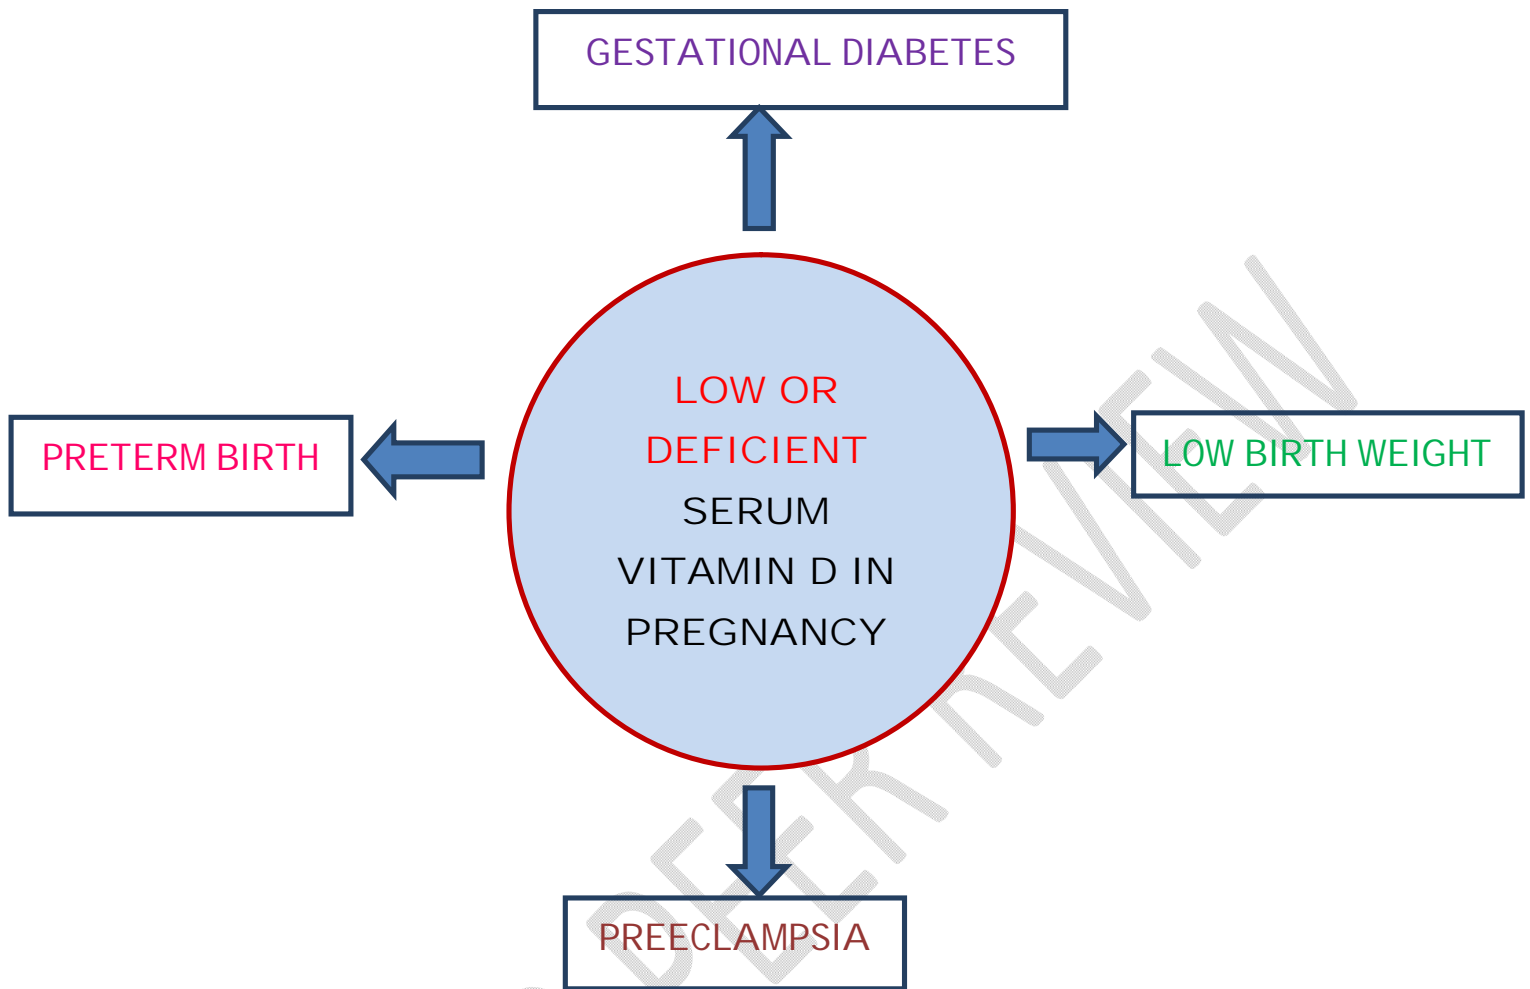 GESTATIONAL DIABETES
LOW OR
DEFICIENT
SERUM
VITAMIN D IN
PREGNANCY
PRETERM BIRTH
LOW BIRTH WEIGHT
PREECLAMPSIA
PEER REVIEW